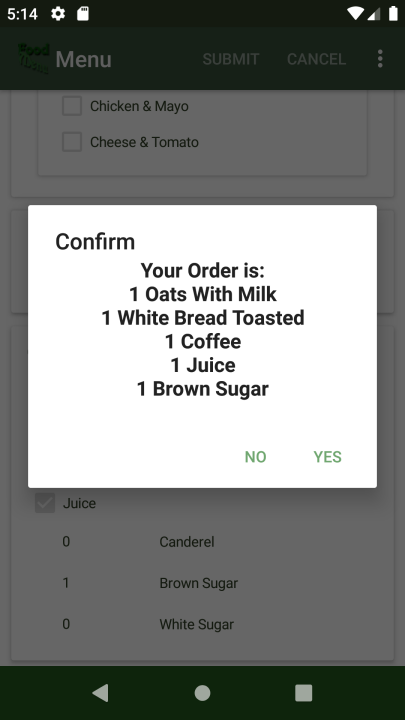 5:14
Food
Menu
SUBMIT
CANCEL
Chicken & Mayo
Cheese & Tomato
Confirm
Your Order is:
1 Oats With Milk
1 White Bread Toasted
1 Coffee
1 Juice
1 Brown Sugar
NO
YES
Juice
0 Canderel
1 Brown Sugar
0 White Sugar